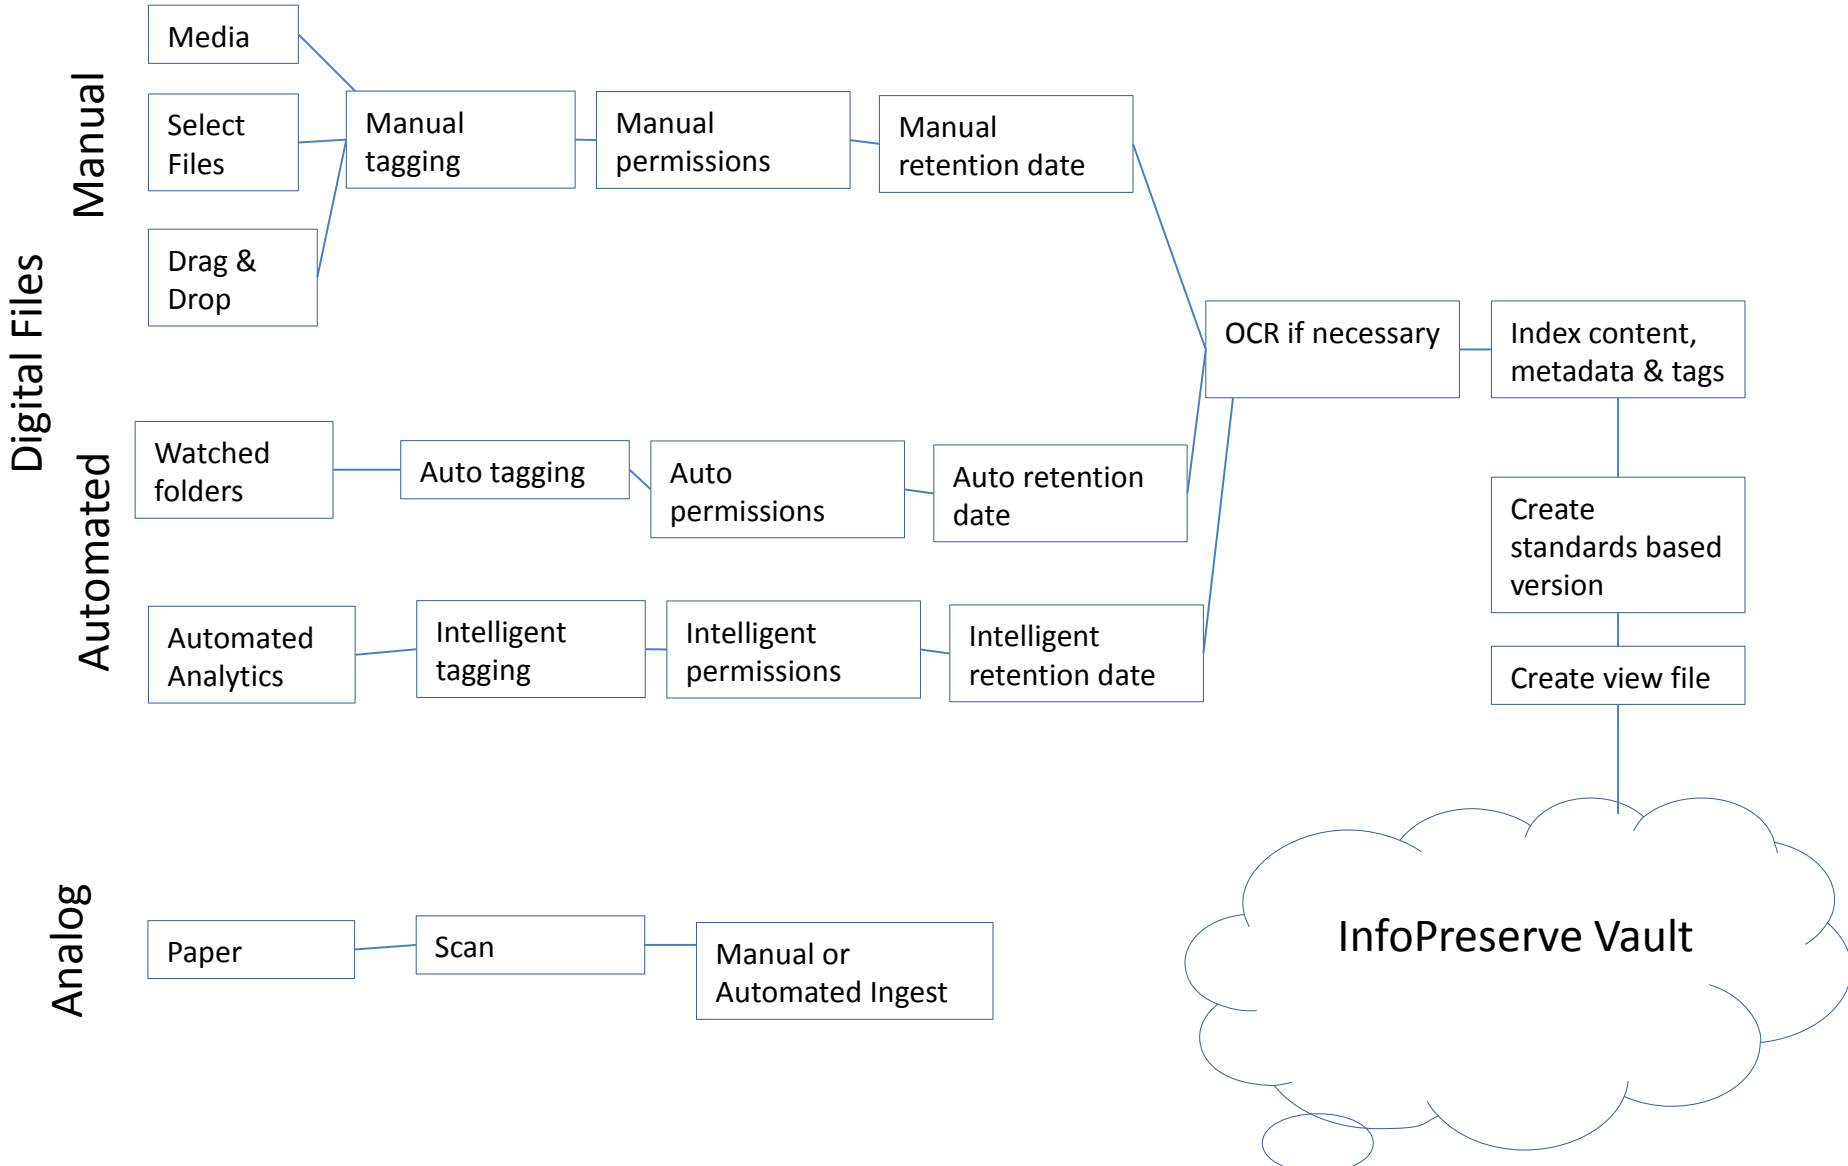 Digital Files
Manual
Media
Select
Files
Drag &
Drop
Manual
tagging
Manual
permissions
Manual
retention date
Automated
Watched
folders
Auto tagging
Auto
permissions
Auto retention
date
Automated
Analytics
Intelligent
tagging
Intelligent
permissions
Intelligent
retention date
OCR if necessary
Index content,
metadata & tags
Create
standards based
version
Create view file
InfoPreserve Vault
Analog
Paper
Scan
Manual or
Automated Ingest